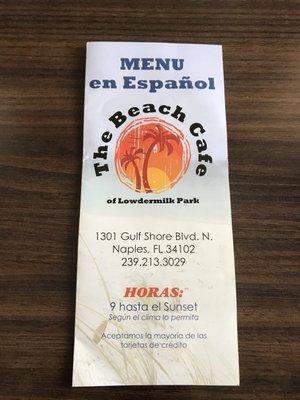 MENU
en Español
The Beach Cafe
of Lowdermilk Park
1301 Gulf Shore Blvd. N.
Naples, FL 34102
239.213.3029
HORAS:
9 hasta el Sunset
Según el clima lo permita
Aceptamos la mayoría de las
tarjetas de crédito